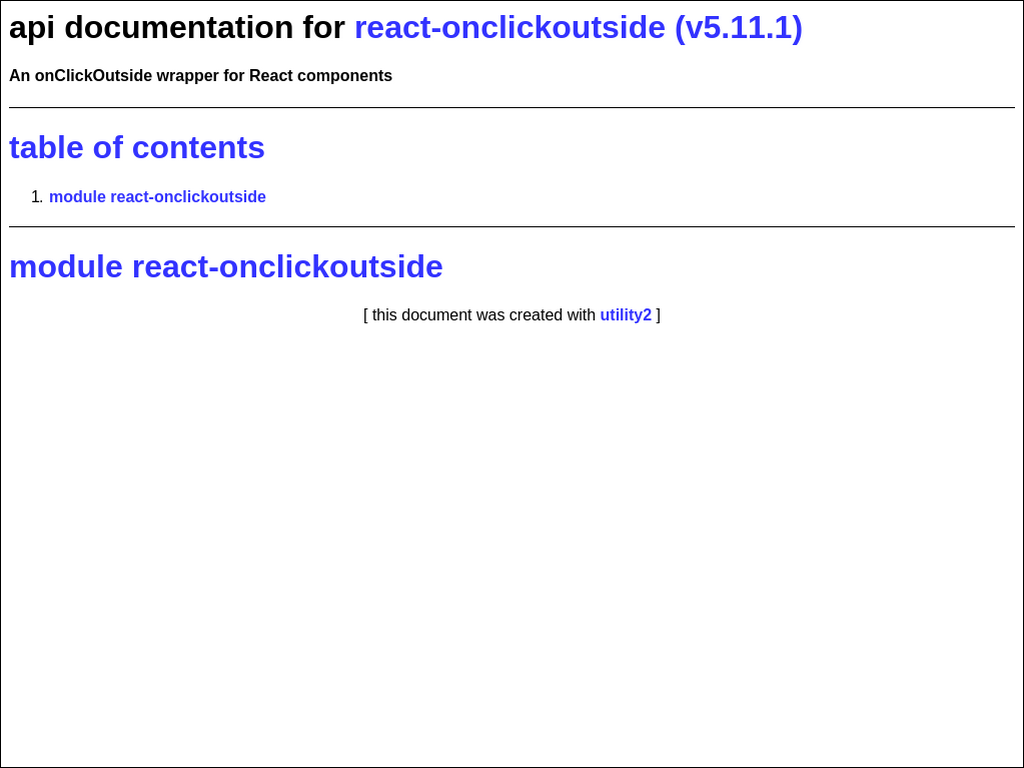 api documentation for react-onclickoutside (v5.11.1)
An onClickOutside wrapper for React components
table of contents
1. module react-onclickoutside
module react-onclickoutside
[ this document was created with utility2 ]